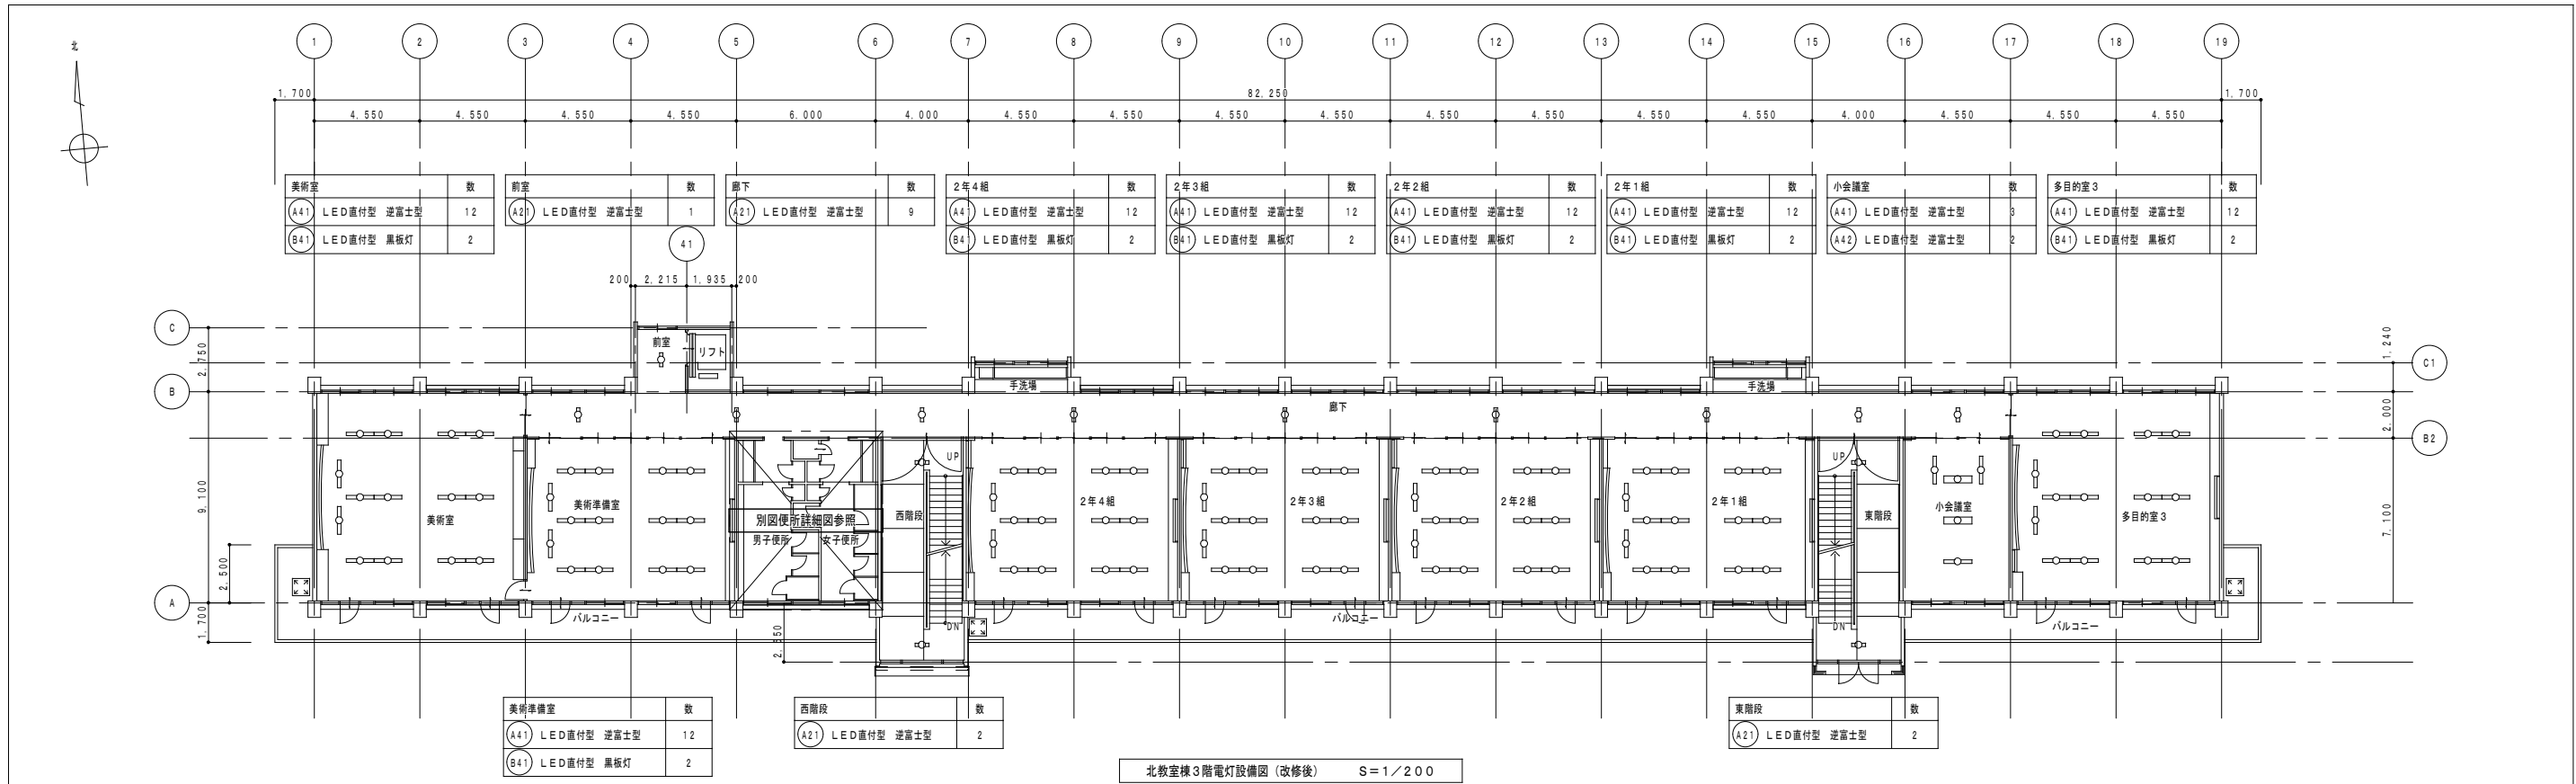 北
1 2 3 4 5 6 7 8 9 10 11 12 13 14 15 16 17 18 19
1,700 82,250 1,700
4,550 4,550 4,550 4,550 6,000 4,000 4,550 4,550 4,550 4,550 4,550 4,550 4,550 4,550 4,000 4,550 4,550 4,550
美術室 数
A41 LED直付型 逆富士型 12
B41 LED直付型 黒板灯 2
前室 数
A21 LED直付型 逆富士型 1
廊下 数
A21 LED直付型 逆富士型 9
2年4組 数
A41 LED直付型 逆富士型 12
B41 LED直付型 黒板灯 2
2年3組 数
A41 LED直付型 逆富士型 12
B41 LED直付型 黒板灯 2
2年2組 数
A41 LED直付型 逆富士型 12
B41 LED直付型 黒板灯 2
2年1組 数
A41 LED直付型 逆富士型 12
B41 LED直付型 黒板灯 2
小会議室 数
A41 LED直付型 逆富士型 3
A42 LED直付型 逆富士型 2
多目的室3 数
A41 LED直付型 逆富士型 12
B41 LED直付型 黒板灯 2
41
200 2,215 1,935 200
C
2,750
前室
リフト
1,240
C1
B
手洗場
手洗場
廊下
2,000
B2
UP
UP
9,100
美術室
美術準備室
別図便所詳細図参照
男子便所
女子便所
西階段
2年4組
2年3組
2年2組
2年1組
東階段
小会議室
多目的室3
7,100
2,500
A
1,700
バルコニー
DN
バルコニー
DN
バルコニー
美術準備室 数
A41 LED直付型 逆富士型 12
B41 LED直付型 黒板灯 2
西階段 数
A21 LED直付型 逆富士型 2
東階段 数
A21 LED直付型 逆富士型 2
北教室棟3階電灯設備図（改修後） S=1/200